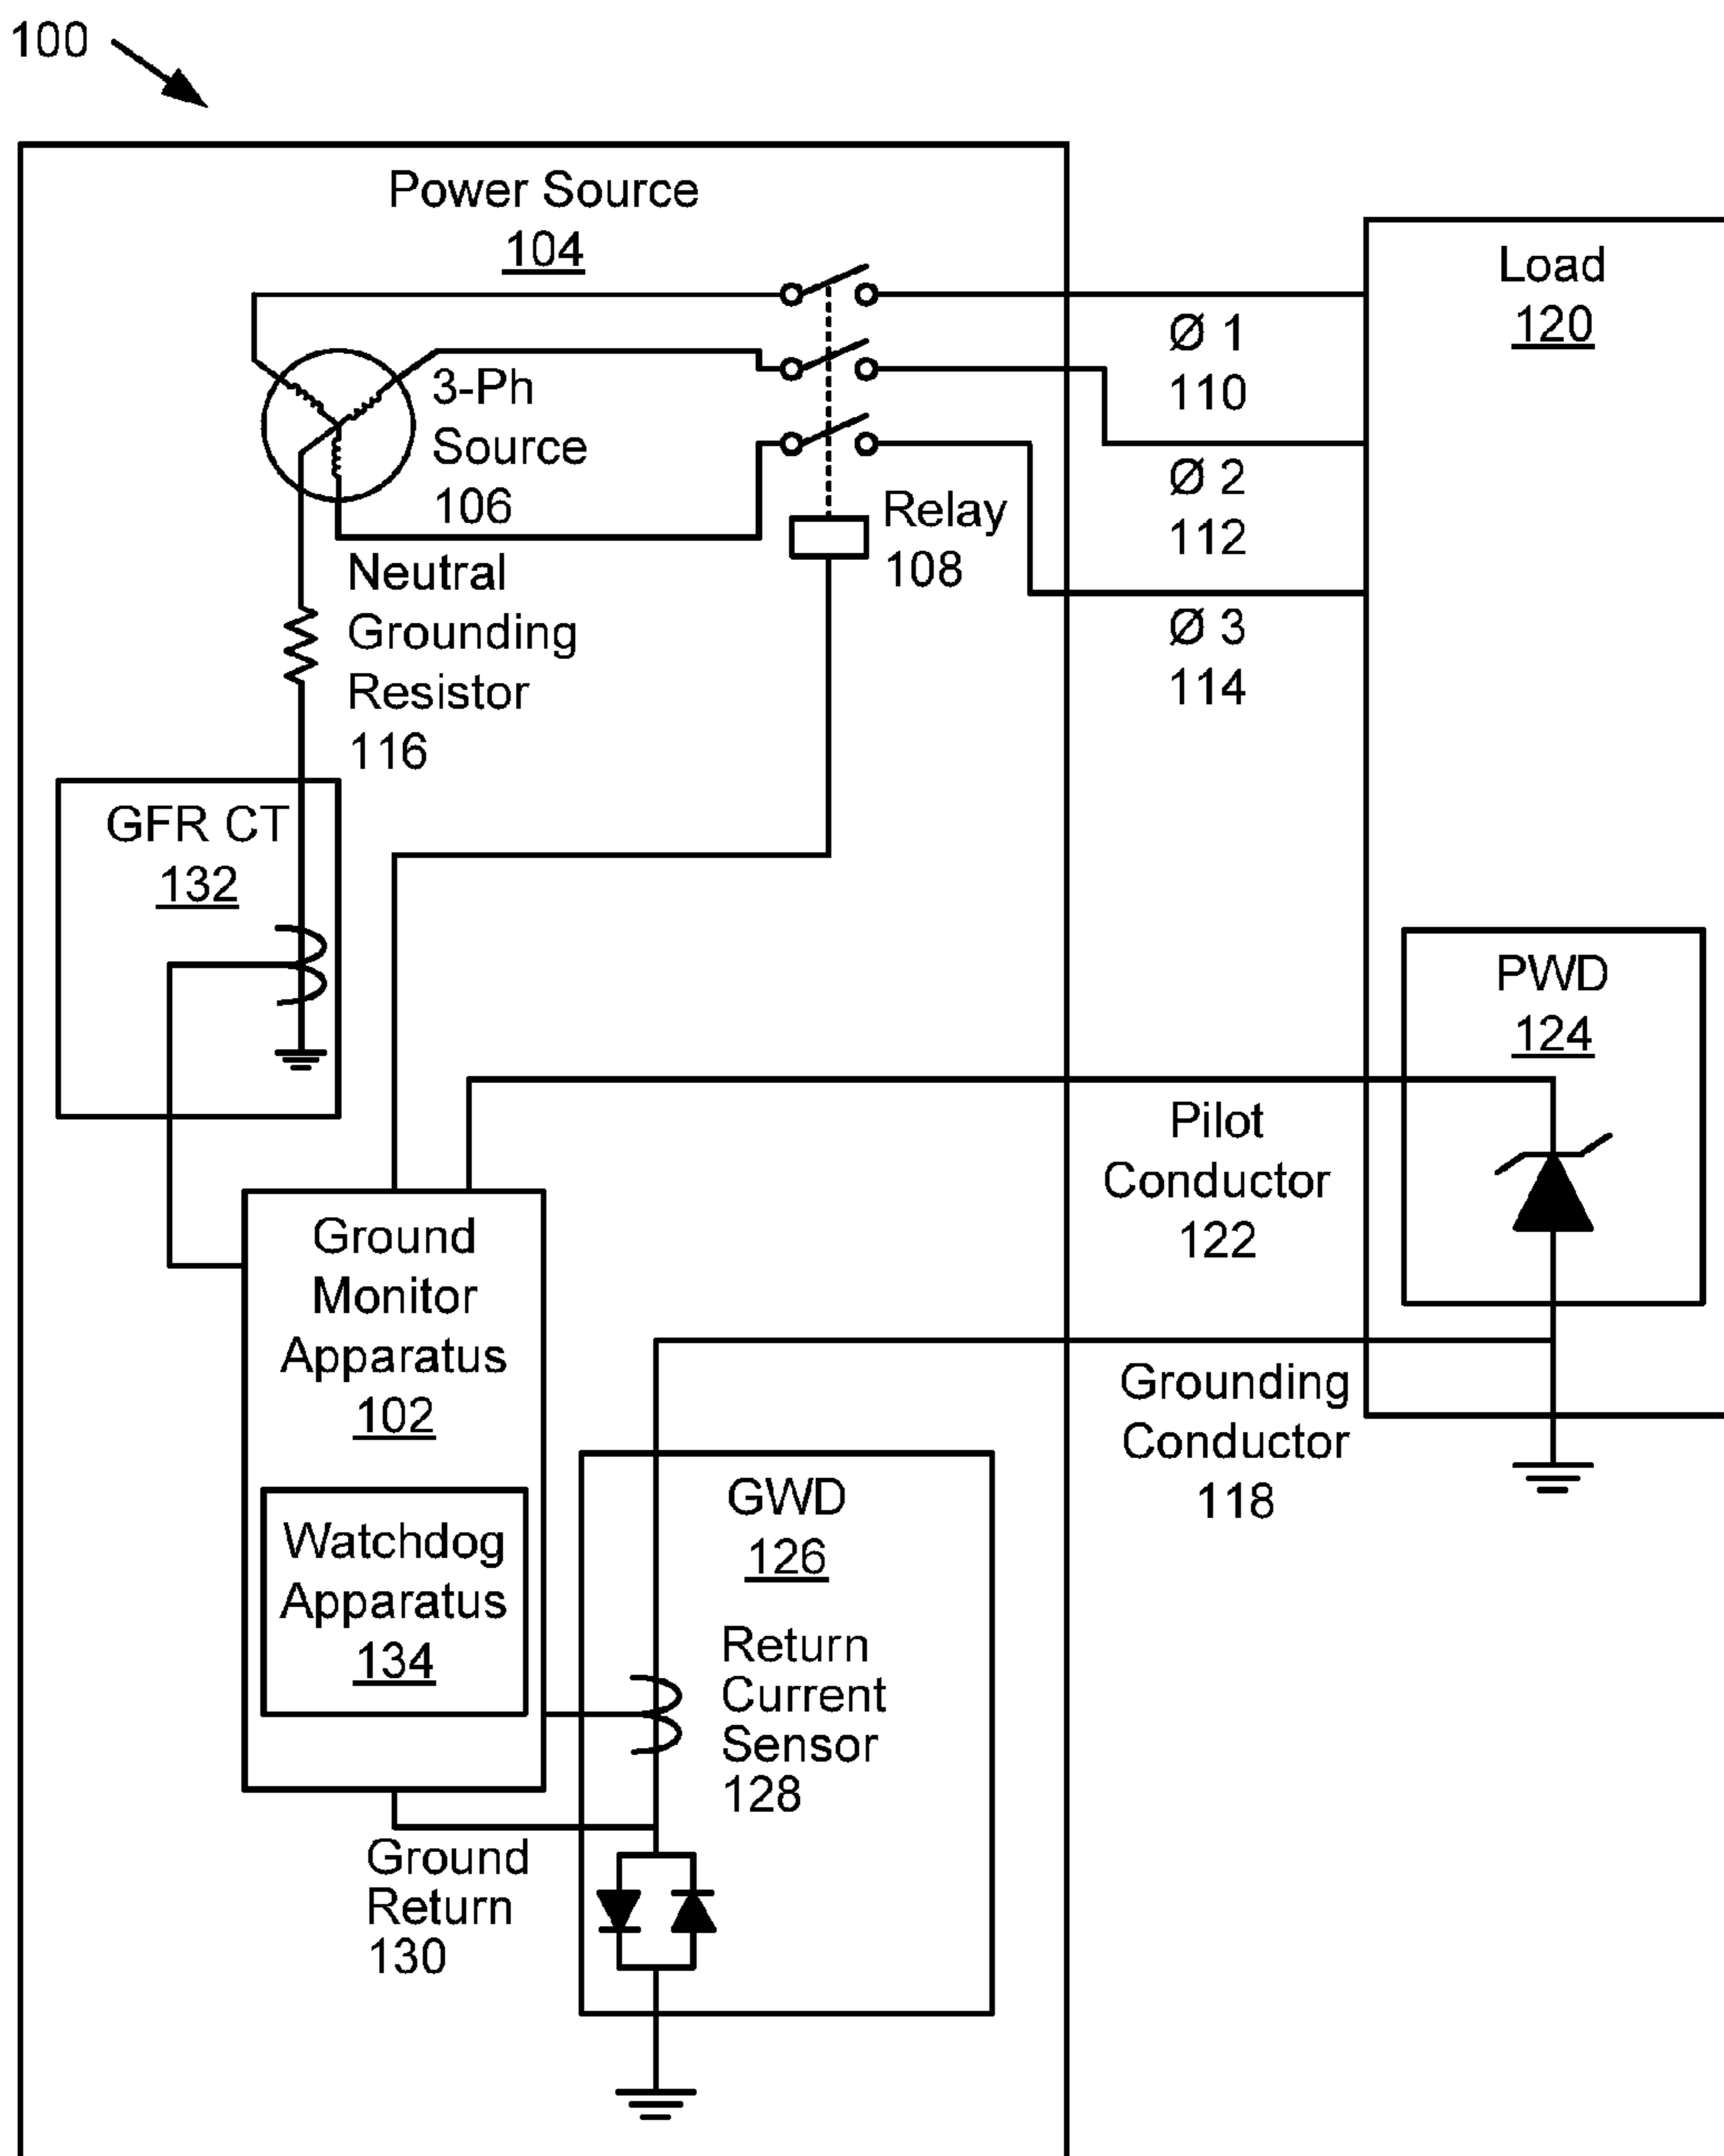 100
Power Source
104
Load
120
3-Ph
Source
106
Ø 1
110
Ø 2
112
Ø 3
114
Relay
108
Neutral
Grounding
Resistor
116
GFR CT
132
PWD
124
Pilot
Conductor
122
Ground
Monitor
Apparatus
102
Grounding
Conductor
118
Watchdog
Apparatus
134
GWD
126
Return
Current
Sensor
128
Ground
Return
130